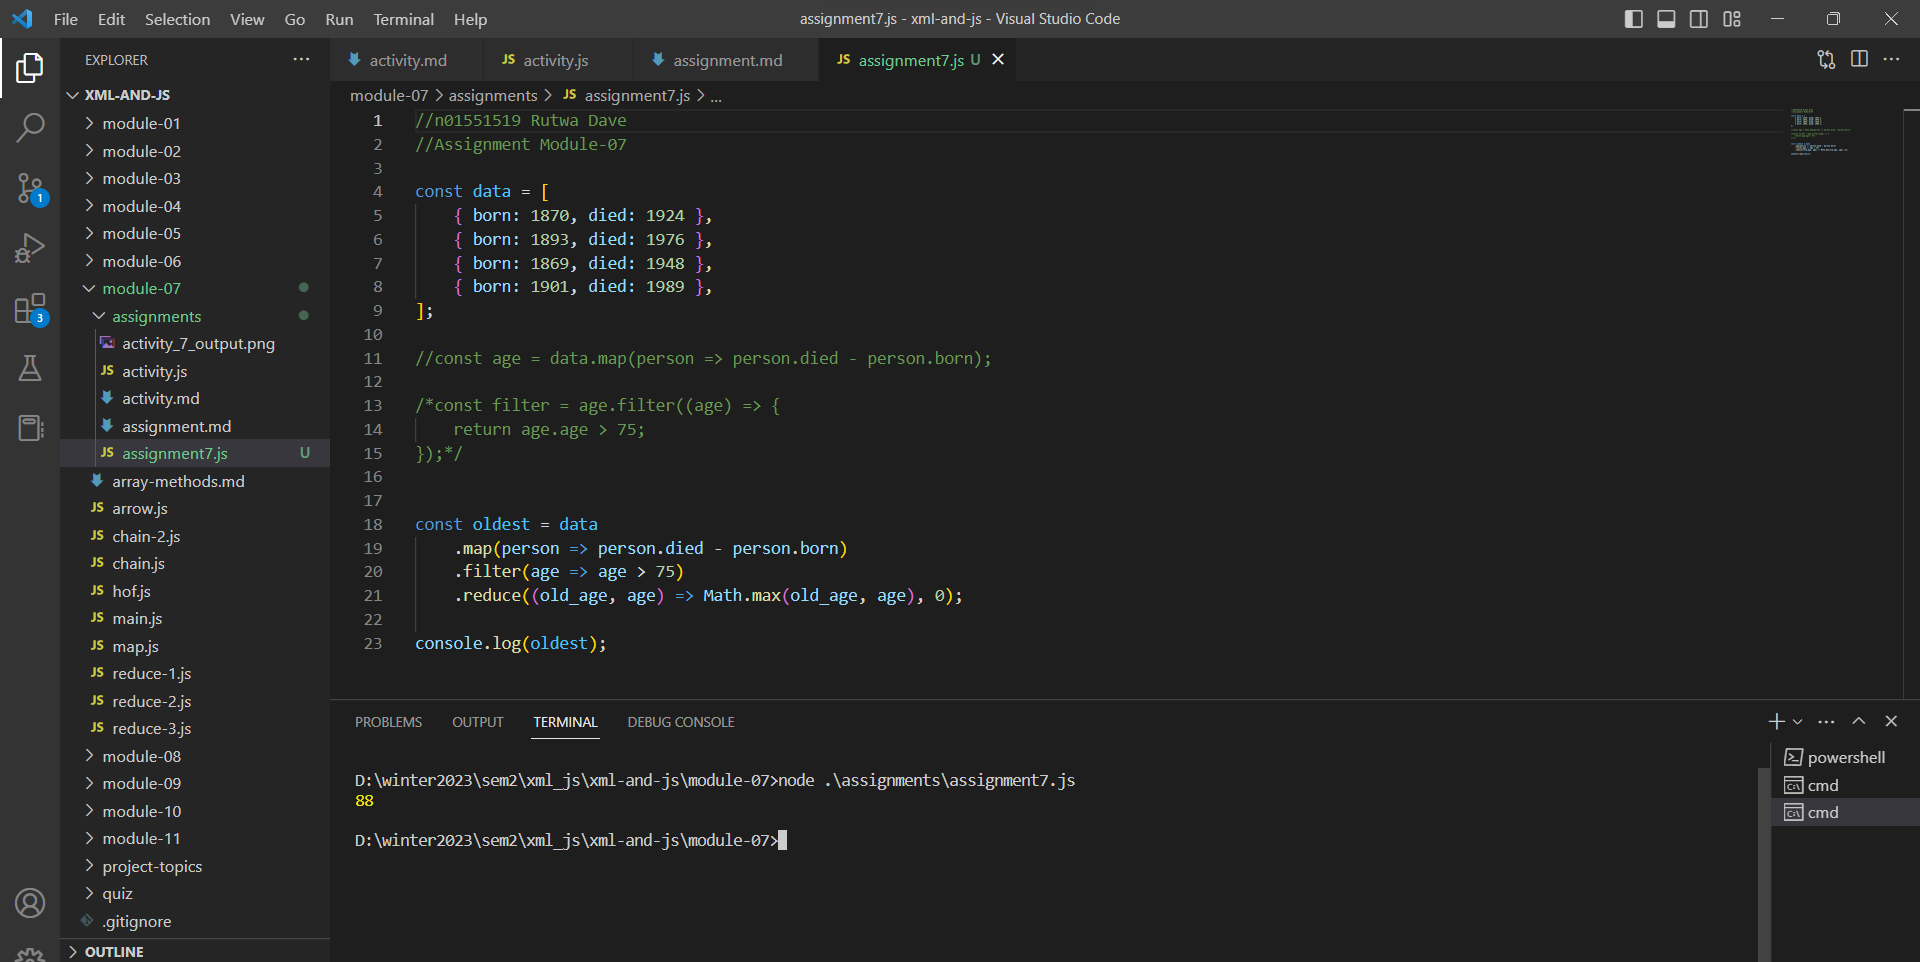 File Edit Selection View Go Run Terminal Help
assignment7.js - xml-and-js - Visual Studio Code
EXPLORER
XML-AND-JS
module-01
module-02
module-03
module-04
module-05
module-06
module-07
assignments
activity_7_output.png
JS activity.js
activity.md
assignment.md
JS assignment7.js U
array-methods.md
JS arrow.js
JS chain-2.js
JS chain.js
JS hof.js
JS main.js
JS map.js
JS reduce-1.js
JS reduce-2.js
JS reduce-3.js
module-08
module-09
module-10
module-11
project-topics
quiz
.gitignore
OUTLINE
1
3
activity.md JS activity.js assignment.md JS assignment7.js U
module-07 > assignments > JS assignment7.js > ...
1 //n01551519 Rutwa Dave
2 //Assignment Module-07
3
4 const data = [
5     { born: 1870, died: 1924 },
6     { born: 1893, died: 1976 },
7     { born: 1869, died: 1948 },
8     { born: 1901, died: 1989 },
9 ];
10
11 //const age = data.map(person => person.died - person.born);
12
13 /*const filter = age.filter((age) => {
14     return age.age > 75;
15 });*/
16
17
18 const oldest = data
19     .map(person => person.died - person.born)
20     .filter(age => age > 75)
21     .reduce((old_age, age) => Math.max(old_age, age), 0);
22
23 console.log(oldest);
PROBLEMS OUTPUT TERMINAL DEBUG CONSOLE
D:\winter2023\sem2\xml_js\xml-and-js\module-07>node .\assignments\assignment7.js
88
D:\winter2023\sem2\xml_js\xml-and-js\module-07>
powershell
cmd
cmd